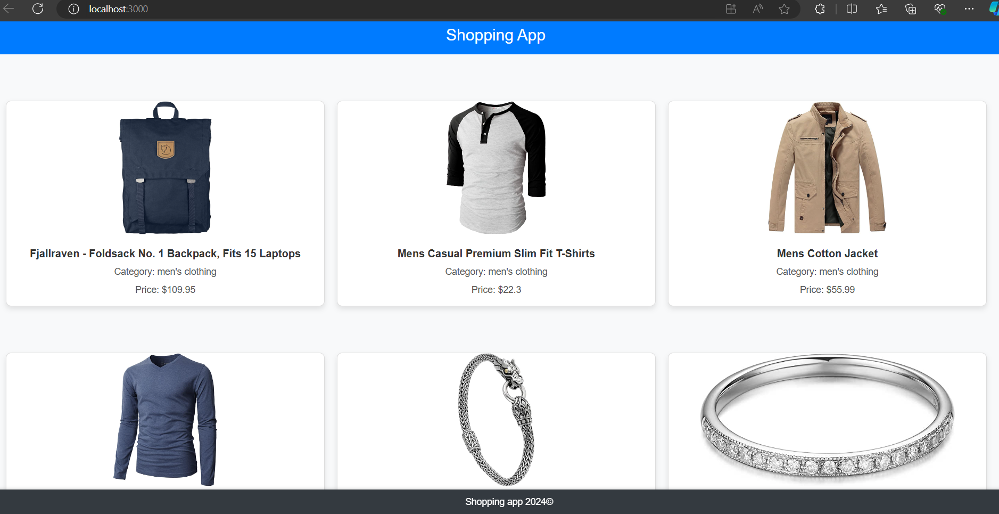 localhost:3000
Shopping App
Fjallraven - Foldsack No. 1 Backpack, Fits 15 Laptops
Category: men's clothing
Price: $109.95
Mens Casual Premium Slim Fit T-Shirts
Category: men's clothing
Price: $22.3
Mens Cotton Jacket
Category: men's clothing
Price: $55.99
Shopping app 2024©